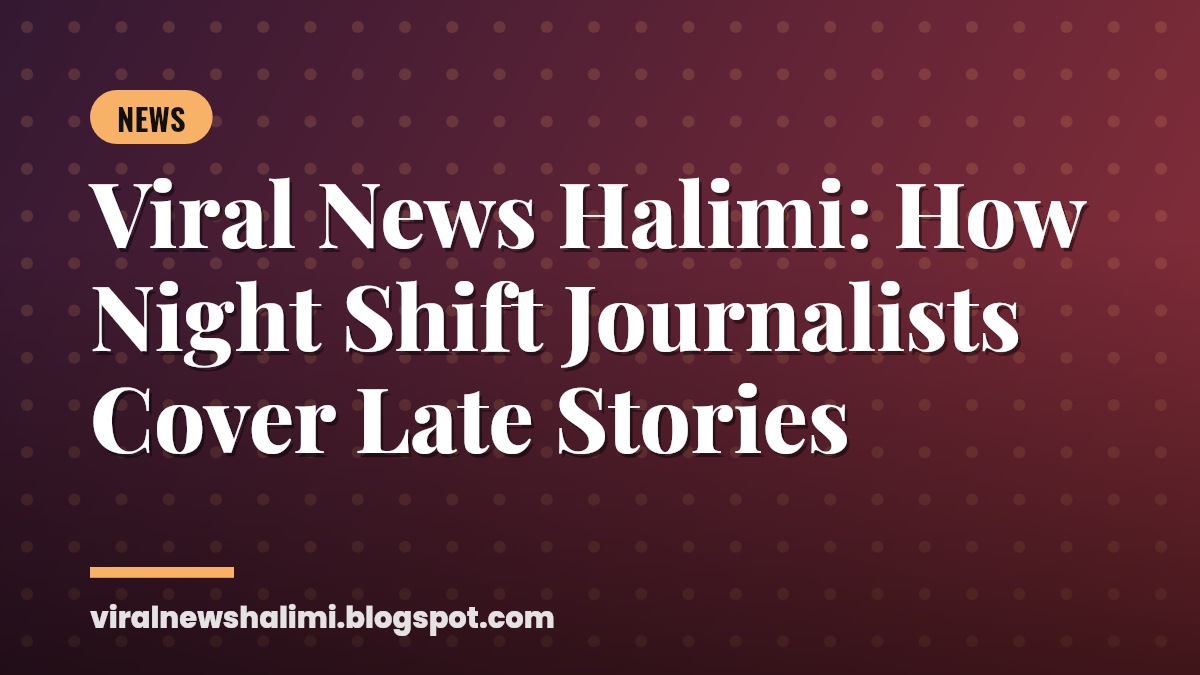 NEWS
Viral News Halimi: How
Night Shift Journalists
Cover Late Stories
viralnewshalimi.blogspot.com